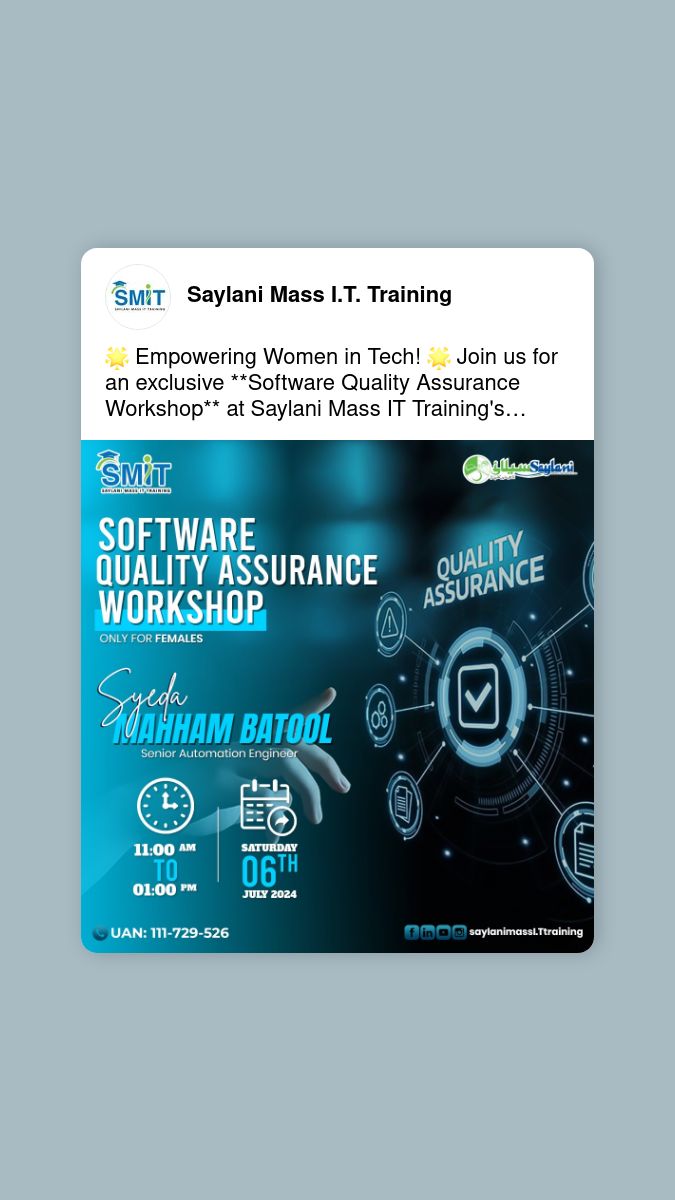 SMIT
SAYLANI MASS IT TRAINING
Saylani Mass I.T. Training
🌟 Empowering Women in Tech! 🌟 Join us for
an exclusive **Software Quality Assurance
Workshop** at Saylani Mass IT Training's…
SMIT
SAYLANI MASS IT TRAINING
سیلانی Saylani
SOFTWARE
QUALITY ASSURANCE
WORKSHOP
ONLY FOR FEMALES
QUALITY
ASSURANCE
Syeda
MAHHAM BATOOL
Senior Automation Engineer
11:00 AM
TO
01:00 PM
SATURDAY
06TH
JULY 2024
UAN: 111-729-526
saylanimassI.Ttraining